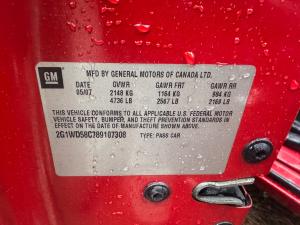 GM
MFD BY GENERAL MOTORS OF CANADA LTD.
DATE GVWR GAWR FRT GAWR RR
05/07 2148 KG 1164 KG 984 KG
4736 LB 2567 LB 2169 LB
THIS VEHICLE CONFORMS TO ALL APPLICABLE U.S. FEDERAL MOTOR
VEHICLE SAFETY, BUMPER, AND THEFT PREVENTION STANDARDS IN
EFFECT ON THE DATE OF MANUFACTURE SHOWN ABOVE.
2G1WD58C789107308 TYPE: PASS CAR